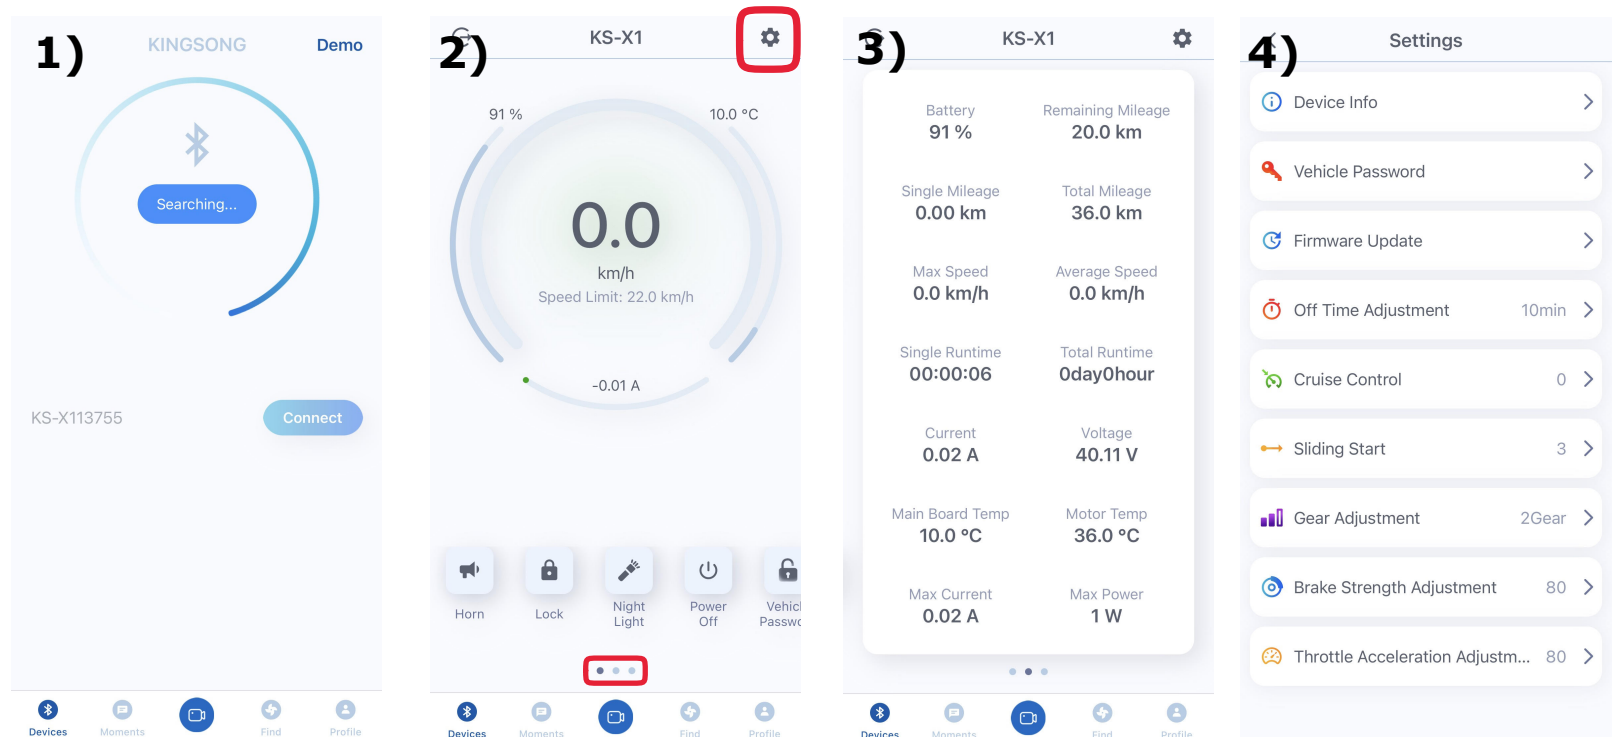 1)
KINGSONG
Demo
Searching...
KS-X113755
Connect
Devices
Moments
Find
Profile
2)
KS-X1
91 %
10.0 °C
0.0
km/h
Speed Limit: 22.0 km/h
-0.01 A
Horn
Lock
Night
Light
Power
Off
Vehicl
Passwo
Devices
Moments
Find
Profile
3)
KS-X1
Battery
91 %
Remaining Mileage
20.0 km
Single Mileage
0.00 km
Total Mileage
36.0 km
Max Speed
0.0 km/h
Average Speed
0.0 km/h
Single Runtime
00:00:06
Total Runtime
0day0hour
Current
0.02 A
Voltage
40.11 V
Main Board Temp
10.0 °C
Motor Temp
36.0 °C
Max Current
0.02 A
Max Power
1 W
Devices
Moments
Find
Profile
4)
Settings
Device Info
Vehicle Password
Firmware Update
Off Time Adjustment 10min
Cruise Control 0
Sliding Start 3
Gear Adjustment 2Gear
Brake Strength Adjustment 80
Throttle Acceleration Adjustm... 80